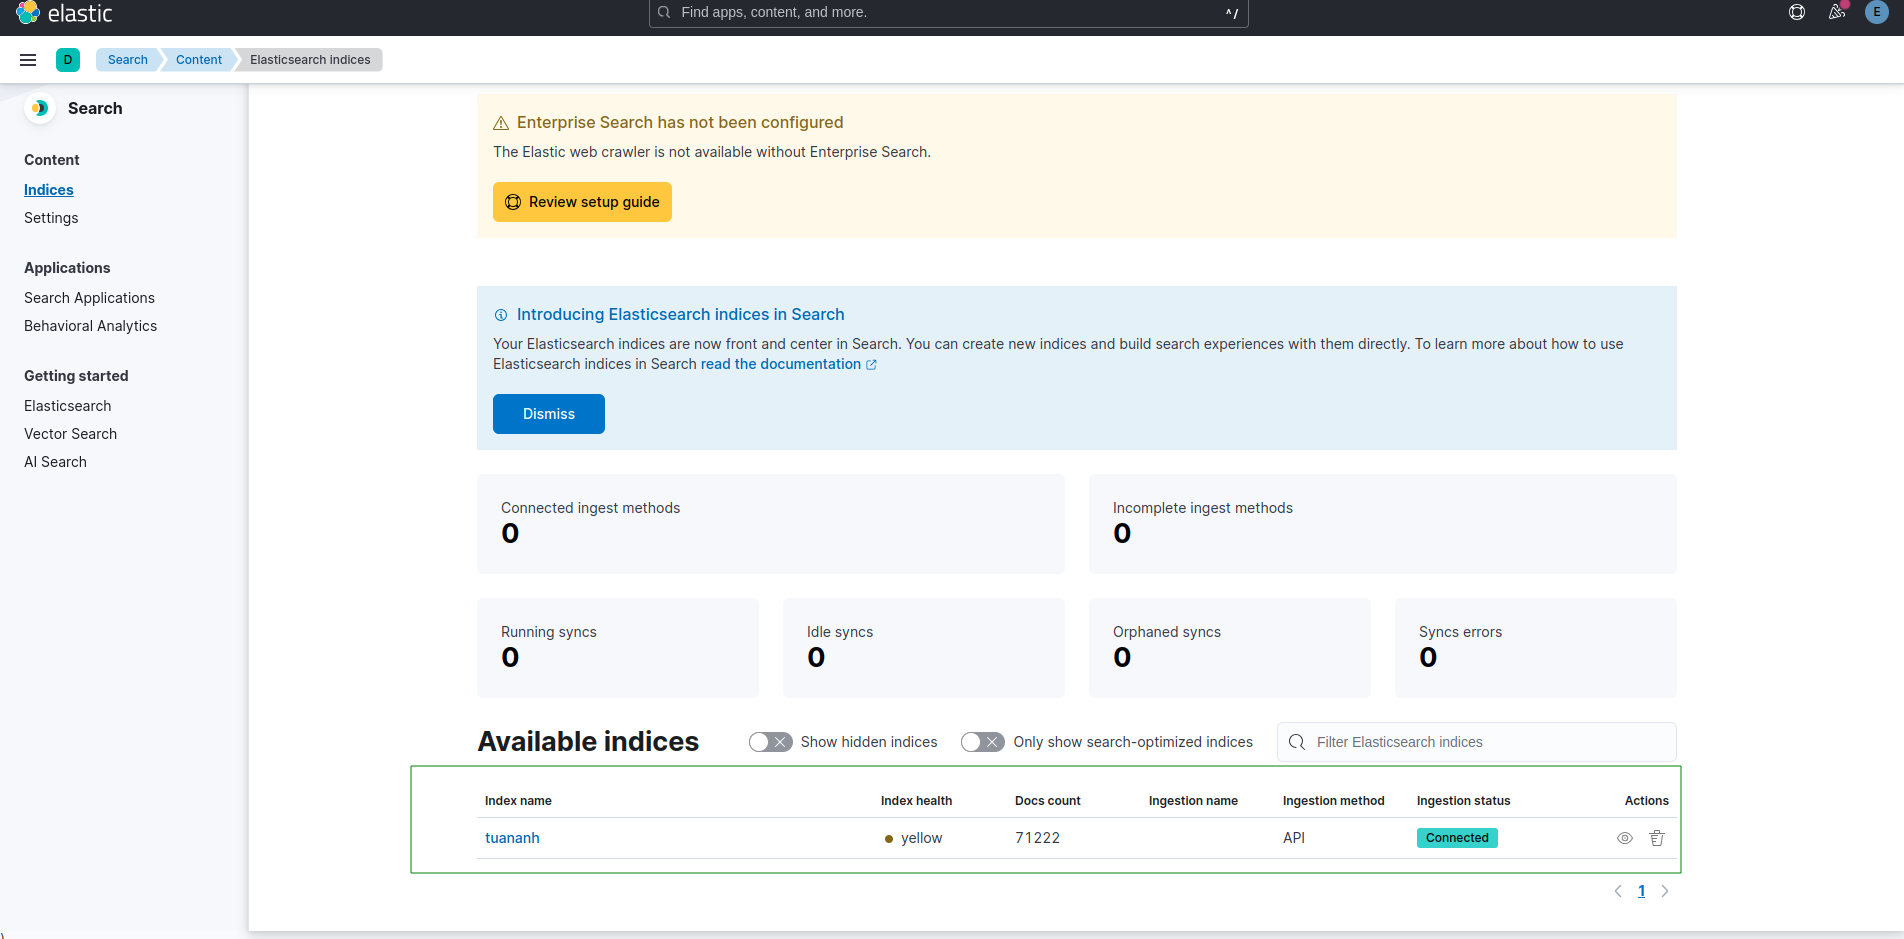 elastic
Find apps, content, and more.
^/
E
D
Search
Content
Elasticsearch indices
Search
Content
Indices
Settings
Applications
Search Applications
Behavioral Analytics
Getting started
Elasticsearch
Vector Search
AI Search
Enterprise Search has not been configured
The Elastic web crawler is not available without Enterprise Search.
Review setup guide
Introducing Elasticsearch indices in Search
Your Elasticsearch indices are now front and center in Search. You can create new indices and build search experiences with them directly. To learn more about how to use
Elasticsearch indices in Search read the documentation
Dismiss
Connected ingest methods
0
Incomplete ingest methods
0
Running syncs
0
Idle syncs
0
Orphaned syncs
0
Syncs errors
0
Available indices
Show hidden indices
Only show search-optimized indices
Filter Elasticsearch indices
Index name Index health Docs count Ingestion name Ingestion method Ingestion status Actions
tuananh yellow 71222 API Connected
1